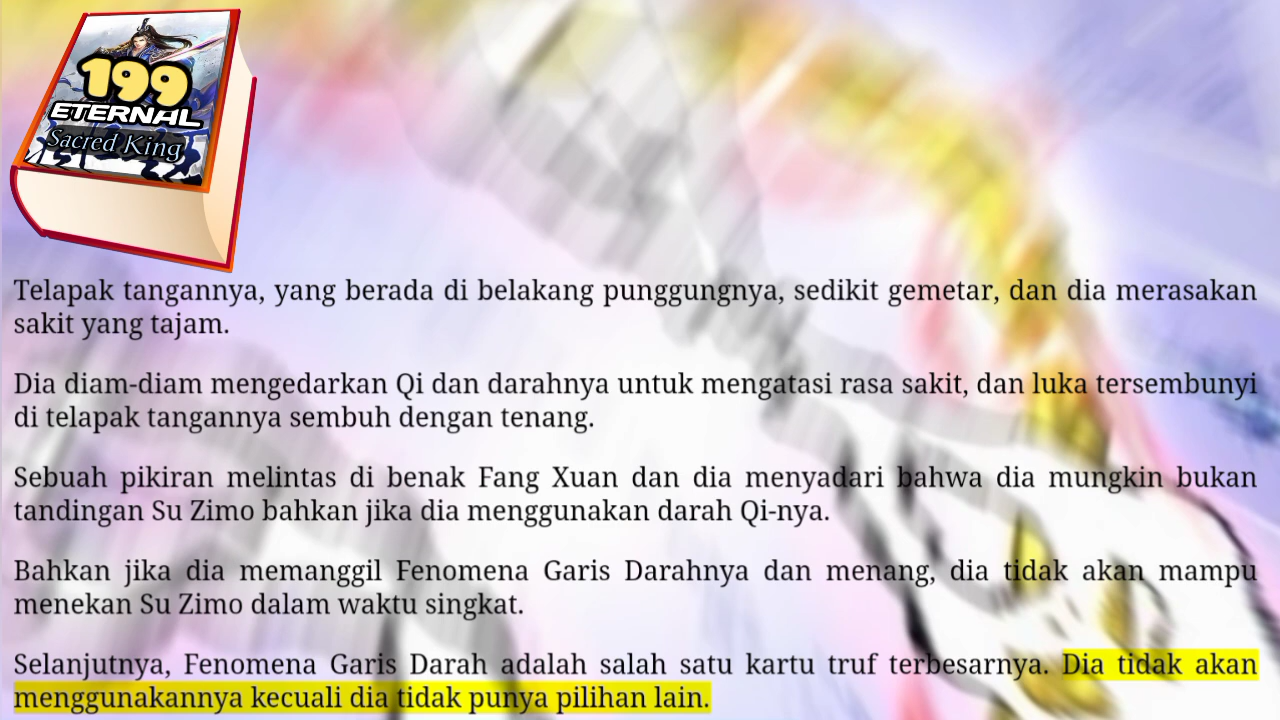 199
ETERNAL
Sacred King
Telapak tangannya, yang berada di belakang punggungnya, sedikit gemetar, dan dia merasakan
sakit yang tajam.
Dia diam-diam mengedarkan Qi dan darahnya untuk mengatasi rasa sakit, dan luka tersembunyi
di telapak tangannya sembuh dengan tenang.
Sebuah pikiran melintas di benak Fang Xuan dan dia menyadari bahwa dia mungkin bukan
tandingan Su Zimo bahkan jika dia menggunakan darah Qi-nya.
Bahkan jika dia memanggil Fenomena Garis Darahnya dan menang, dia tidak akan mampu
menekan Su Zimo dalam waktu singkat.
Selanjutnya, Fenomena Garis Darah adalah salah satu kartu truf terbesarnya. Dia tidak akan
menggunakannya kecuali dia tidak punya pilihan lain.